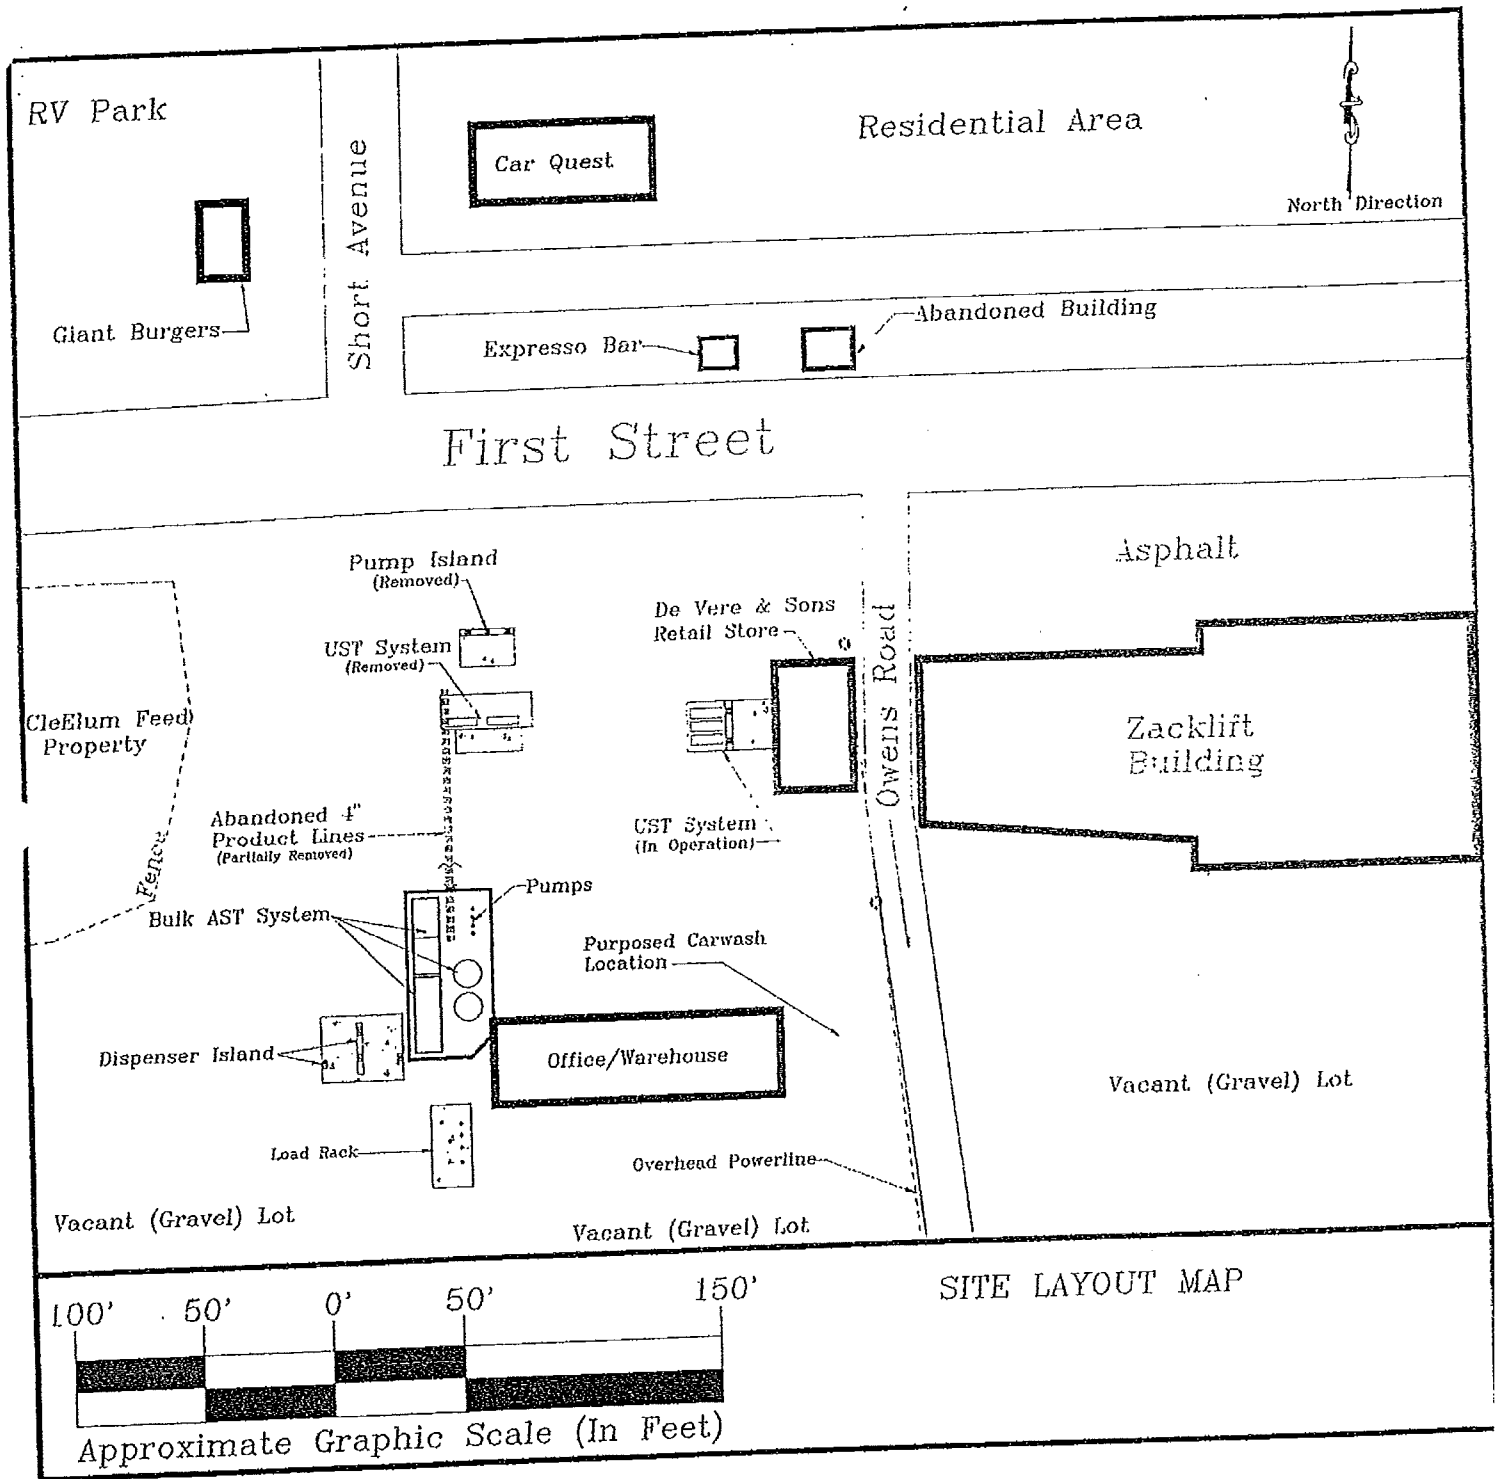 RV Park
Short Avenue
Car Quest
Residential Area
North Direction
Giant Burgers
Expresso Bar
Abandoned Building
First Street
Pump Island
(Removed)
UST System
(Removed)
De Vere & Sons
Retail Store
Owens Road
Asphalt
Zacklift
Building
CleElum Feed
Property
Fence
Abandoned 4"
Product Lines
(Partially Removed)
UST System
(In Operation)
Pumps
Bulk AST System
Purposed Carwash
Location
Dispenser Island
Office/Warehouse
Load Rack
Overhead Powerline
Vacant (Gravel) Lot
Vacant (Gravel) Lot
Vacant (Gravel) Lot
100' 50' 0' 50' 150'
Approximate Graphic Scale (In Feet)
SITE LAYOUT MAP